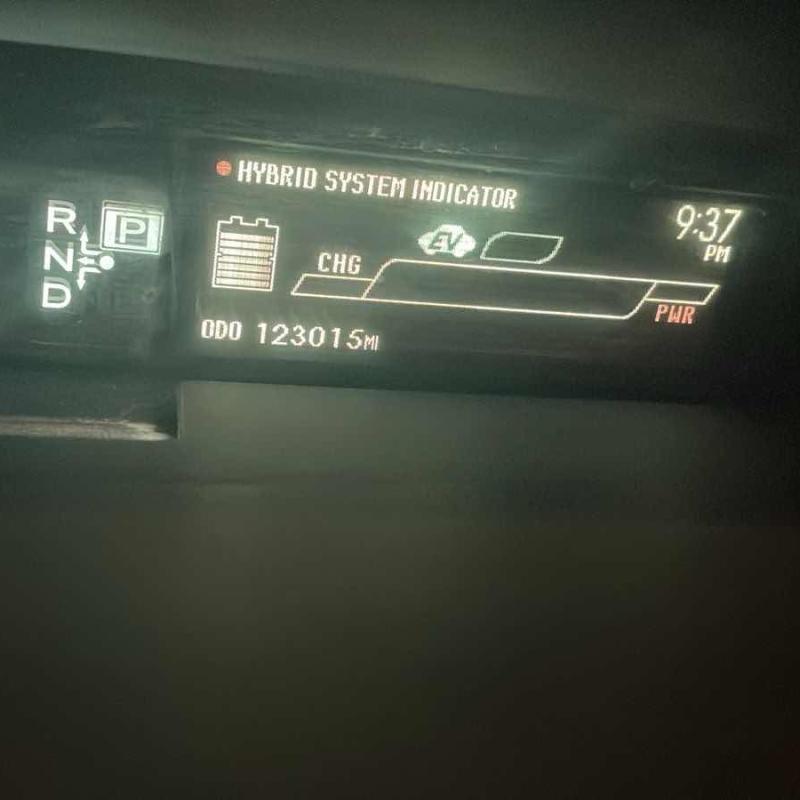 R
P
N
D
HYBRID SYSTEM INDICATOR
9:37
PM
EV
CHG
PWR
ODO 123015MI